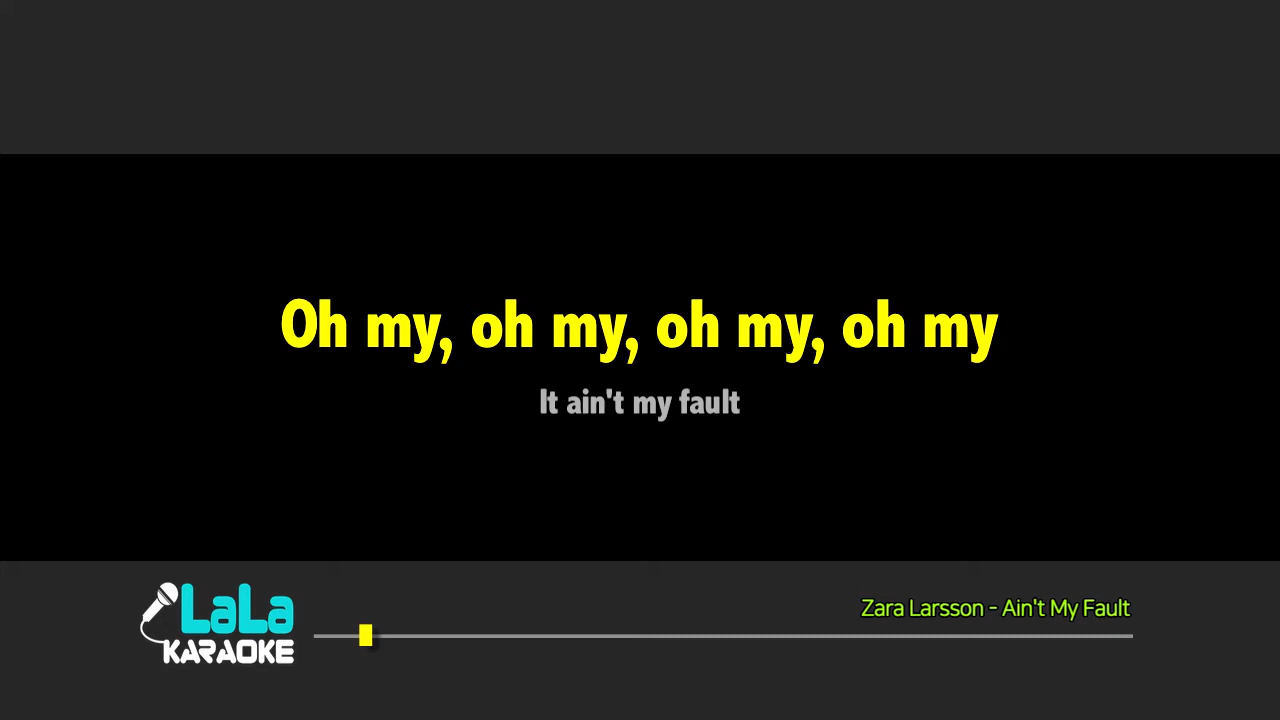 Oh my, oh my, oh my, oh my
It ain't my fault
LaLa
KARAOKE
Zara Larsson - Ain't My Fault